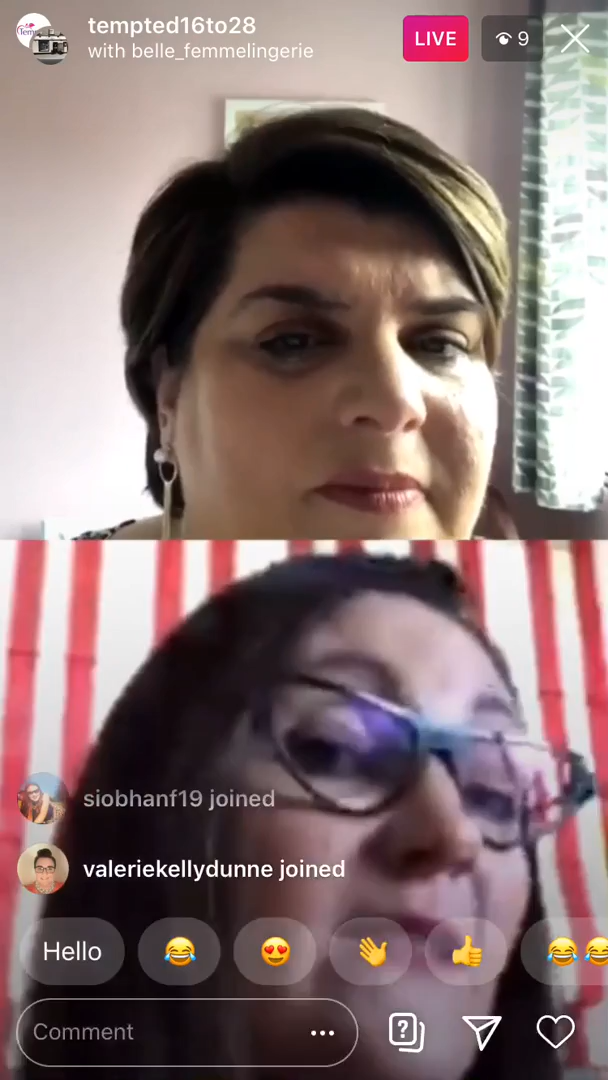 tempted16to28
with belle_femmelingerie
LIVE
9
siobhanf19 joined
valeriekellydunne joined
Hello
Comment